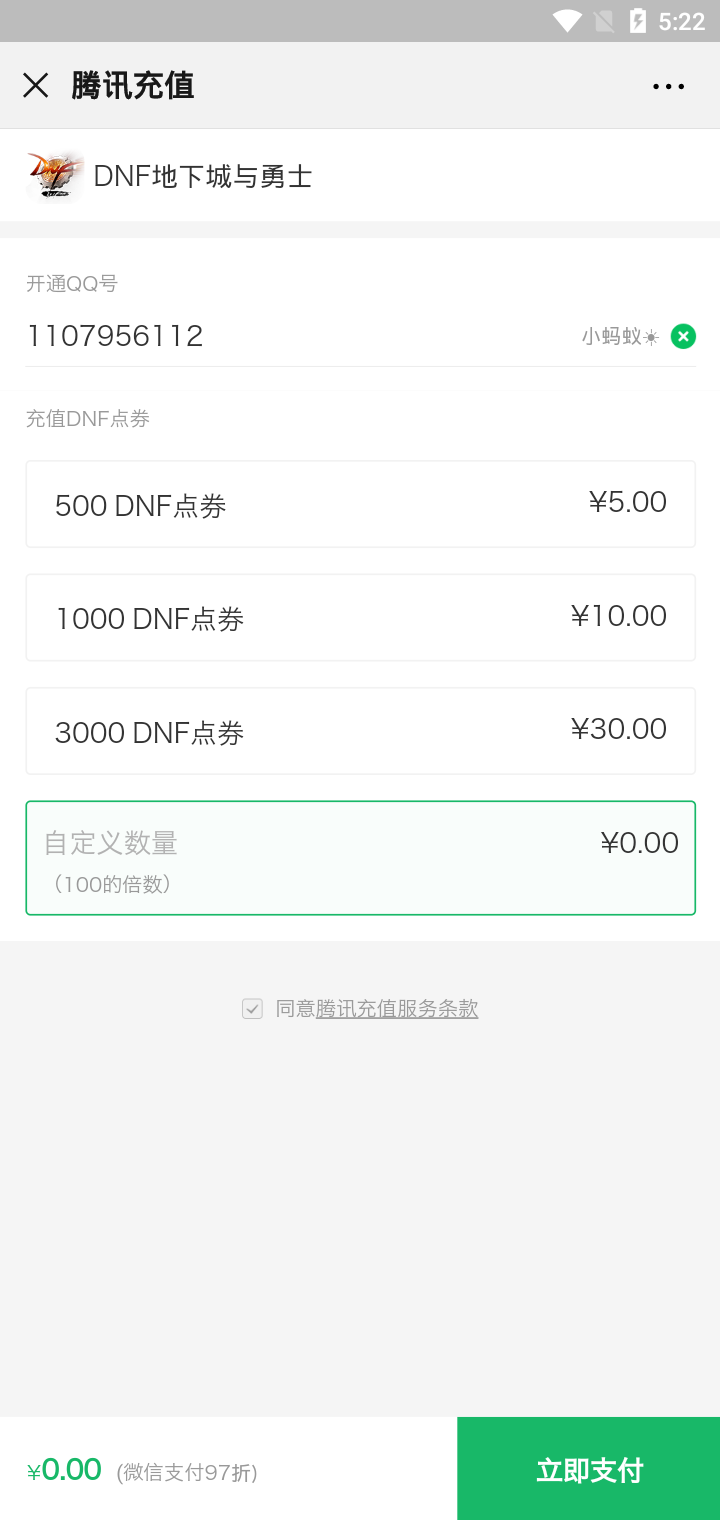 5:22
腾讯充值
DNF
DNF地下城与勇士
开通QQ号
1107956112
小蚂蚁☀
充值DNF点券
500 DNF点券
¥5.00
1000 DNF点券
¥10.00
3000 DNF点券
¥30.00
自定义数量
¥0.00
（100的倍数）
同意腾讯充值服务条款
¥0.00 (微信支付97折)
立即支付